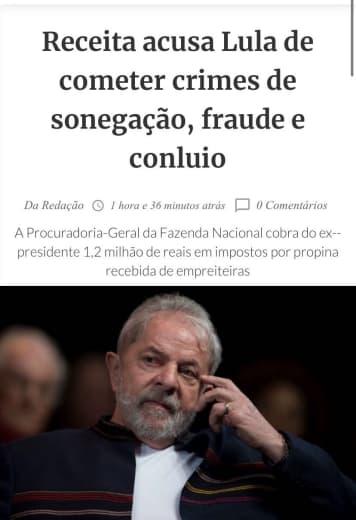 Receita acusa Lula de
cometer crimes de
sonegação, fraude e
conluio
Da Redação 1 hora e 36 minutos atrás 0 Comentários
A Procuradoria-Geral da Fazenda Nacional cobra do ex--
presidente 1,2 milhão de reais em impostos por propina
recebida de empreiteiras